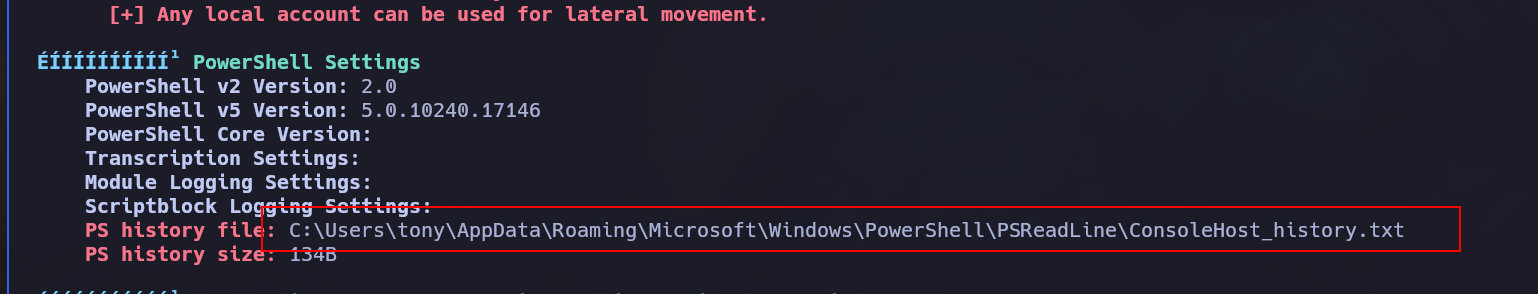 [+] Any local account can be used for lateral movement.
ÉÍÍÍÍÍÍÍÍÍÍ¹ PowerShell Settings
PowerShell v2 Version: 2.0
PowerShell v5 Version: 5.0.10240.17146
PowerShell Core Version:
Transcription Settings:
Module Logging Settings:
Scriptblock Logging Settings:
PS history file: C:\Users\tony\AppData\Roaming\Microsoft\Windows\PowerShell\PSReadLine\ConsoleHost_history.txt
PS history size: 134B